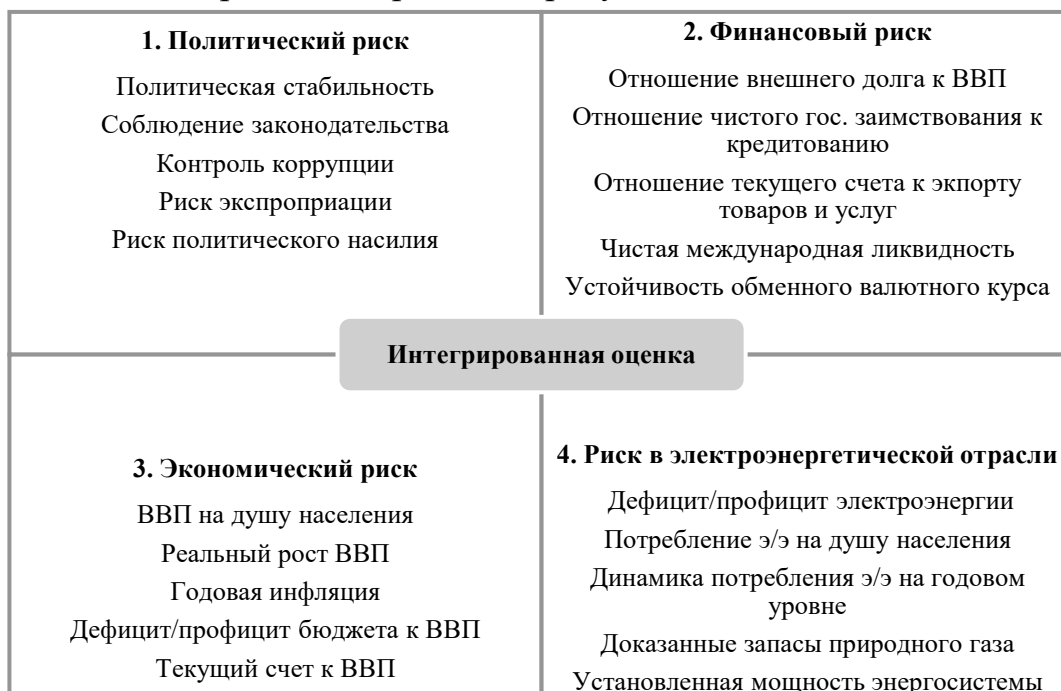 1. Политический риск
Политическая стабильность
Соблюдение законодательства
Контроль коррупции
Риск экспроприации
Риск политического насилия
2. Финансовый риск
Отношение внешнего долга к ВВП
Отношение чистого гос. заимствования к
кредитованию
Отношение текущего счета к экпорту
товаров и услуг
Чистая международная ликвидность
Устойчивость обменного валютного курса
Интегрированная оценка
3. Экономический риск
ВВП на душу населения
Реальный рост ВВП
Годовая инфляция
Дефицит/профицит бюджета к ВВП
Текущий счет к ВВП
4. Риск в электроэнергетической отрасли
Дефицит/профицит электроэнергии
Потребление э/э на душу населения
Динамика потребления э/э на годовом
уровне
Доказанные запасы природного газа
Установленная мощность энергосистемы